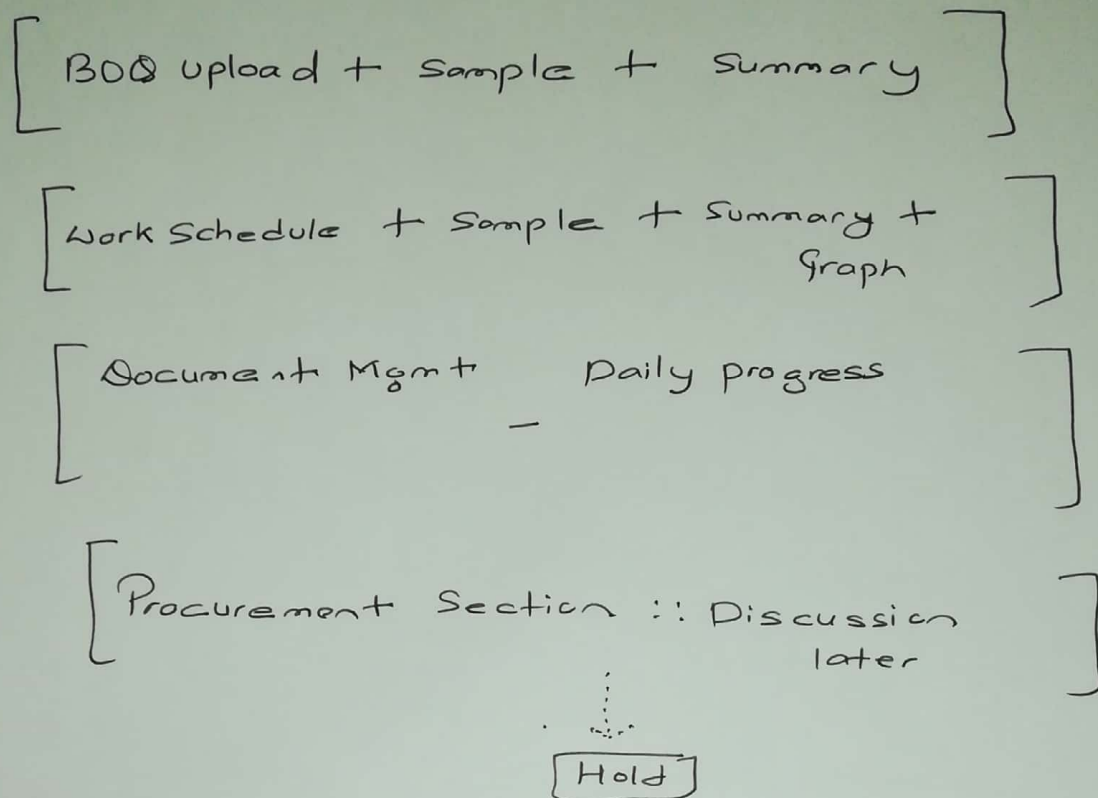 BOQ upload + Sample + Summary
Work Schedule + Sample + Summary +
Graph
Document Mgmt - Daily progress
Procurement Section :: Discussion
later
Hold